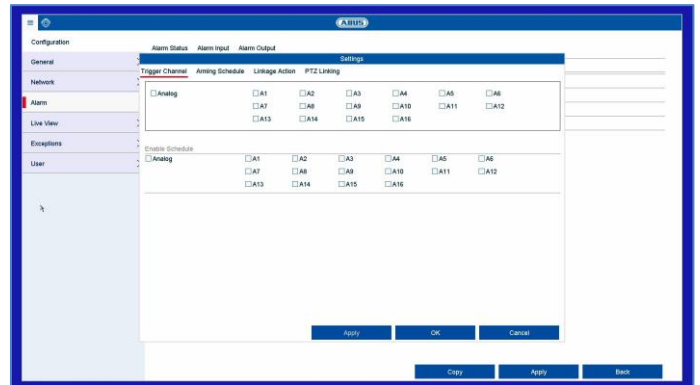 ABUS
Configuration
Alarm Status Alarm Input Alarm Output
Settings
General
Trigger Channel Arming Schedule Linkage Action PTZ Linking
Network
Analog A1 A2 A3 A4 A5 A6
Alarm
A7 A8 A9 A10 A11 A12
A13 A14 A15 A16
Live View
Exceptions
Enable Schedule
Analog A1 A2 A3 A4 A5 A6
User
A7 A8 A9 A10 A11 A12
A13 A14 A15 A16
Apply OK Cancel
Copy Apply Back